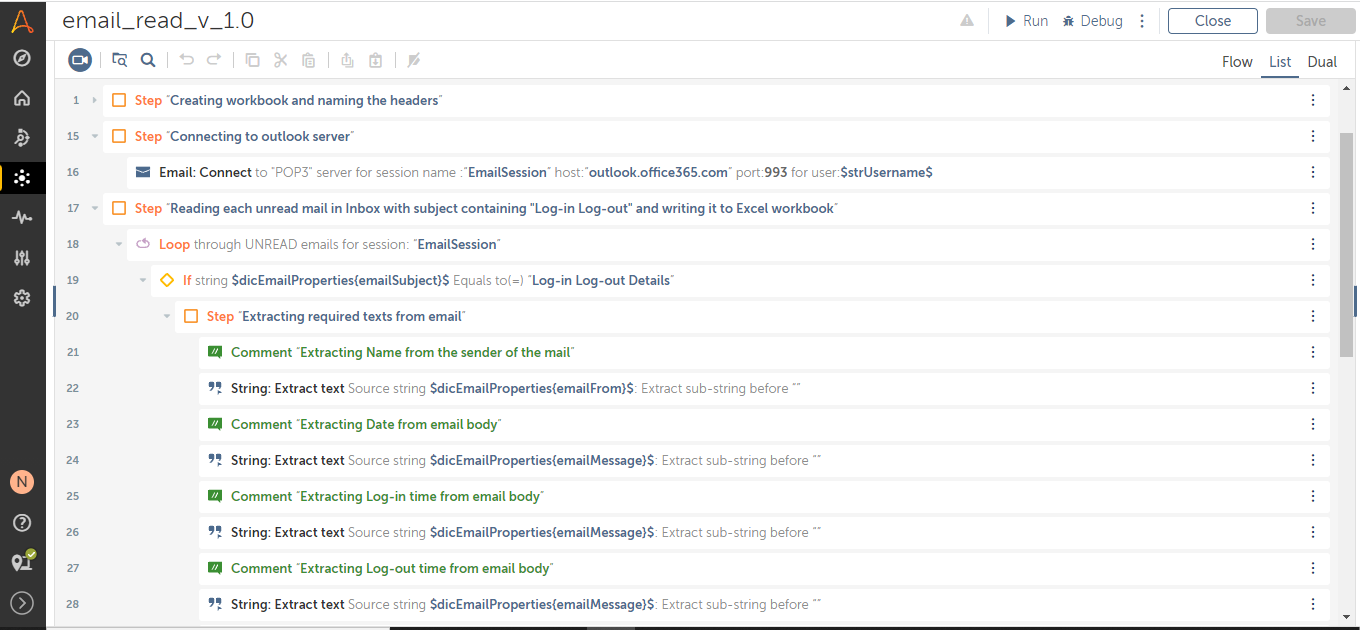 email_read_v_1.0
Run Debug Close Save
Flow List Dual
1 Step "Creating workbook and naming the headers"
15 Step "Connecting to outlook server"
16 Email: Connect to "POP3" server for session name :"EmailSession" host:"outlook.office365.com" port:993 for user:$strUsername$
17 Step "Reading each unread mail in Inbox with subject containing "Log-in Log-out" and writing it to Excel workbook"
18 Loop through UNREAD emails for session: "EmailSession"
19 If string $dicEmailProperties{emailSubject}$ Equals to(=) "Log-in Log-out Details"
20 Step "Extracting required texts from email"
21 Comment "Extracting Name from the sender of the mail"
22 String: Extract text Source string $dicEmailProperties{emailFrom}$: Extract sub-string before ""
23 Comment "Extracting Date from email body"
24 String: Extract text Source string $dicEmailProperties{emailMessage}$: Extract sub-string before ""
25 Comment "Extracting Log-in time from email body"
26 String: Extract text Source string $dicEmailProperties{emailMessage}$: Extract sub-string before ""
27 Comment "Extracting Log-out time from email body"
28 String: Extract text Source string $dicEmailProperties{emailMessage}$: Extract sub-string before ""
N